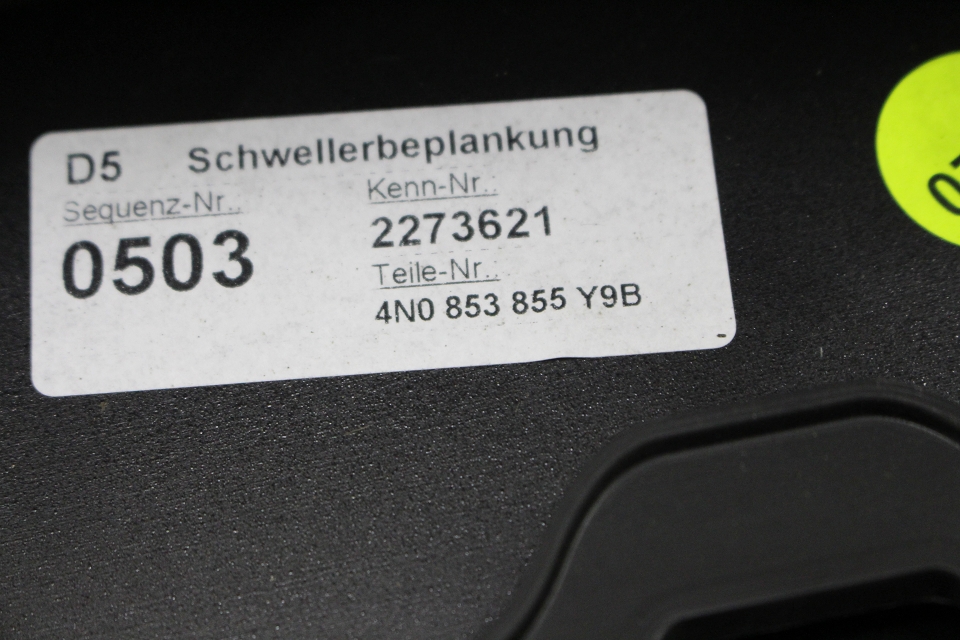 D5 Schwellerbeplankung
Sequenz-Nr.:
0503
Kenn-Nr.:
2273621
Teile-Nr.:
4N0 853 855 Y9B